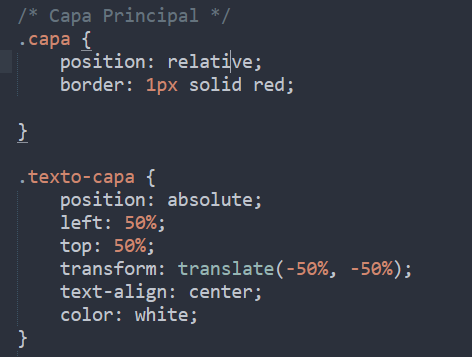 /* Capa Principal */
.capa {
    position: relative;
    border: 1px solid red;

}

.texto-capa {
    position: absolute;
    left: 50%;
    top: 50%;
    transform: translate(-50%, -50%);
    text-align: center;
    color: white;
}